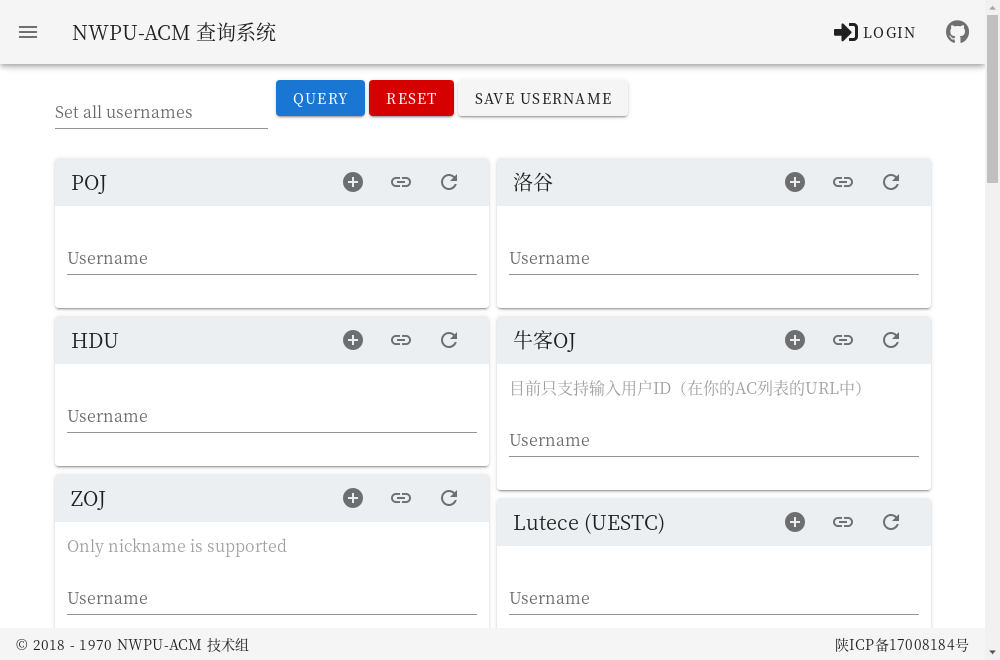 NWPU-ACM 查询系统
LOGIN
Set all usernames
QUERY
RESET
SAVE USERNAME
POJ
Username
洛谷
Username
HDU
Username
牛客OJ
目前只支持输入用户ID（在你的AC列表的URL中）
Username
ZOJ
Only nickname is supported
Username
Lutece (UESTC)
Username
© 2018 - 1970 NWPU-ACM 技术组
陕ICP备17008184号